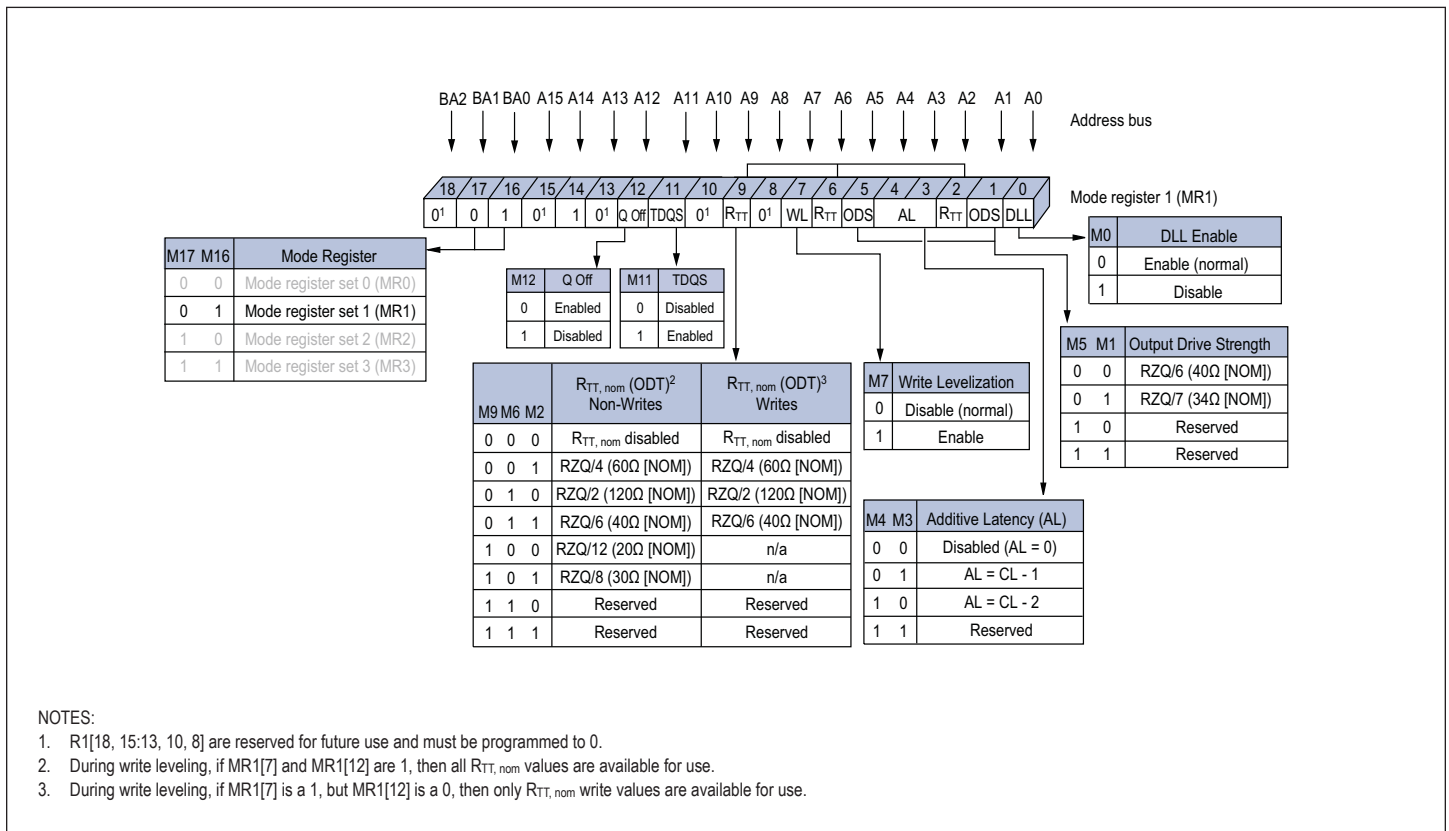 BA2 BA1 BA0 A15 A14 A13 A12 A11 A10 A9 A8 A7 A6 A5 A4 A3 A2 A1 A0
Address bus
18 17 16 15 14 13 12 11 10 9 8 7 6 5 4 3 2 1 0
Mode register 1 (MR1)
0¹ 0 1 0¹ 1 0¹ Q Off TDQS 0¹ RTT 0¹ WL RTT ODS AL RTT ODS DLL
M17 M16 Mode Register
0 0 Mode register set 0 (MR0)
0 1 Mode register set 1 (MR1)
1 0 Mode register set 2 (MR2)
1 1 Mode register set 3 (MR3)
M12 Q Off
0 Enabled
1 Disabled
M11 TDQS
0 Disabled
1 Enabled
M0 DLL Enable
0 Enable (normal)
1 Disable
M5 M1 Output Drive Strength
0 0 RZQ/6 (40Ω [NOM])
0 1 RZQ/7 (34Ω [NOM])
1 0 Reserved
1 1 Reserved
M9 M6 M2 RTT, nom (ODT)² Non-Writes RTT, nom (ODT)³ Writes
0 0 0 RTT, nom disabled RTT, nom disabled
0 0 1 RZQ/4 (60Ω [NOM]) RZQ/4 (60Ω [NOM])
0 1 0 RZQ/2 (120Ω [NOM]) RZQ/2 (120Ω [NOM])
0 1 1 RZQ/6 (40Ω [NOM]) RZQ/6 (40Ω [NOM])
1 0 0 RZQ/12 (20Ω [NOM]) n/a
1 0 1 RZQ/8 (30Ω [NOM]) n/a
1 1 0 Reserved Reserved
1 1 1 Reserved Reserved
M7 Write Levelization
0 Disable (normal)
1 Enable
M4 M3 Additive Latency (AL)
0 0 Disabled (AL = 0)
0 1 AL = CL - 1
1 0 AL = CL - 2
1 1 Reserved
NOTES:
1. R1[18, 15:13, 10, 8] are reserved for future use and must be programmed to 0.
2. During write leveling, if MR1[7] and MR1[12] are 1, then all RTT, nom values are available for use.
3. During write leveling, if MR1[7] is a 1, but MR1[12] is a 0, then only RTT, nom write values are available for use.